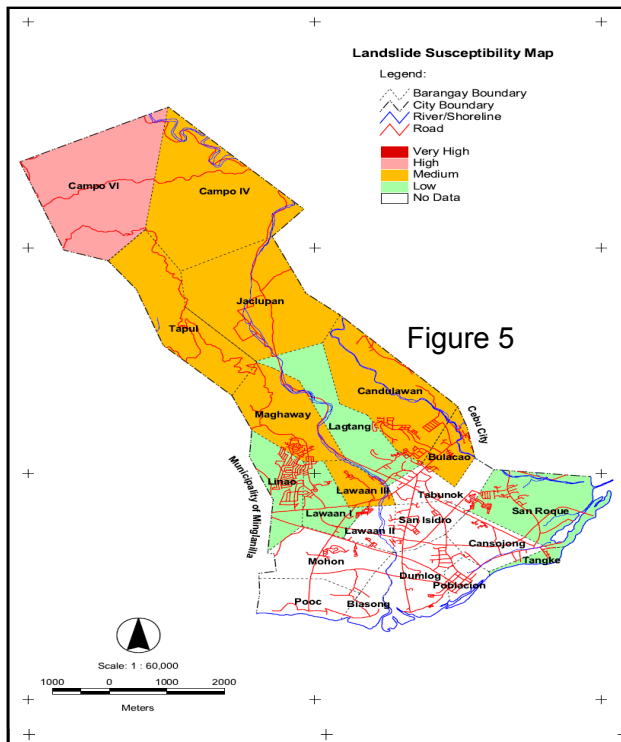 Landslide Susceptibility Map
Legend:
Barangay Boundary
City Boundary
River/Shoreline
Road
Very High
High
Medium
Low
No Data
Campo VI
Campo IV
Jaclupan
Tapul
Figure 5
Candulawan
Cebu City
Maghaway
Lagtang
Bulacao
Linao
Lawaan III
Tabunok
Municipality of Minglanilla
Lawaan I
San Isidro
San Roque
Lawaan II
Cansojong
Mohon
Tangke
Dumlog
Poblacion
Pooc
Biasong
Scale: 1 : 60,000
1000 0 1000 2000
Meters